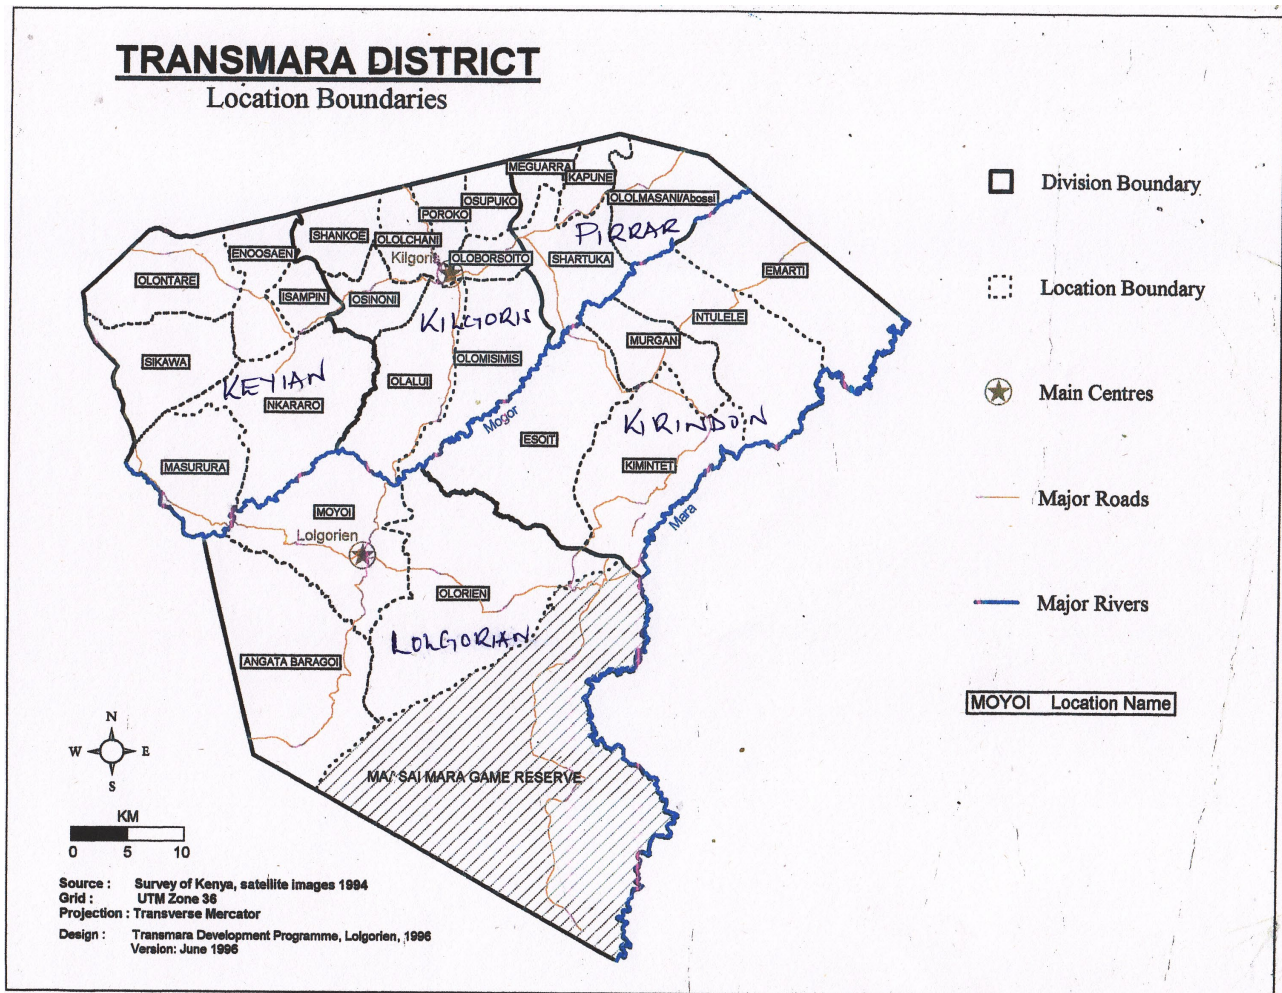 TRANSMARA DISTRICT
Location Boundaries
MEGUARRA
KAPUNE
OSUPUKO
OLOLMASANI/Abossi
POROKO
PIRRAR
SHANKOE
OLOLCHANI
ENOOSAEN
Kilgoris
OLOBORSOITO
SHARTUKA
EMARTI
OLONTARE
ISAMPIN
OSINONI
KILGORIS
NTULELE
MURGAN
SIKAWA
OLOMISIMIS
KEYIAN
OLALUI
NKARARO
Mogor
KIRINDON
ESOIT
MASURURA
KIMINTET
MOYOI
Mara
Lolgorien
OLORIEN
LOLGORIAN
ANGATA BARAGOI
MA/ SAI MARA GAME RESERVE
Division Boundary
Location Boundary
Main Centres
Major Roads
Major Rivers
MOYOI Location Name
N
W E
S
KM
0 5 10
Source : Survey of Kenya, satellite images 1994
Grid : UTM Zone 36
Projection : Transverse Mercator
Design : Transmara Development Programme, Lolgorien, 1996
Version: June 1996